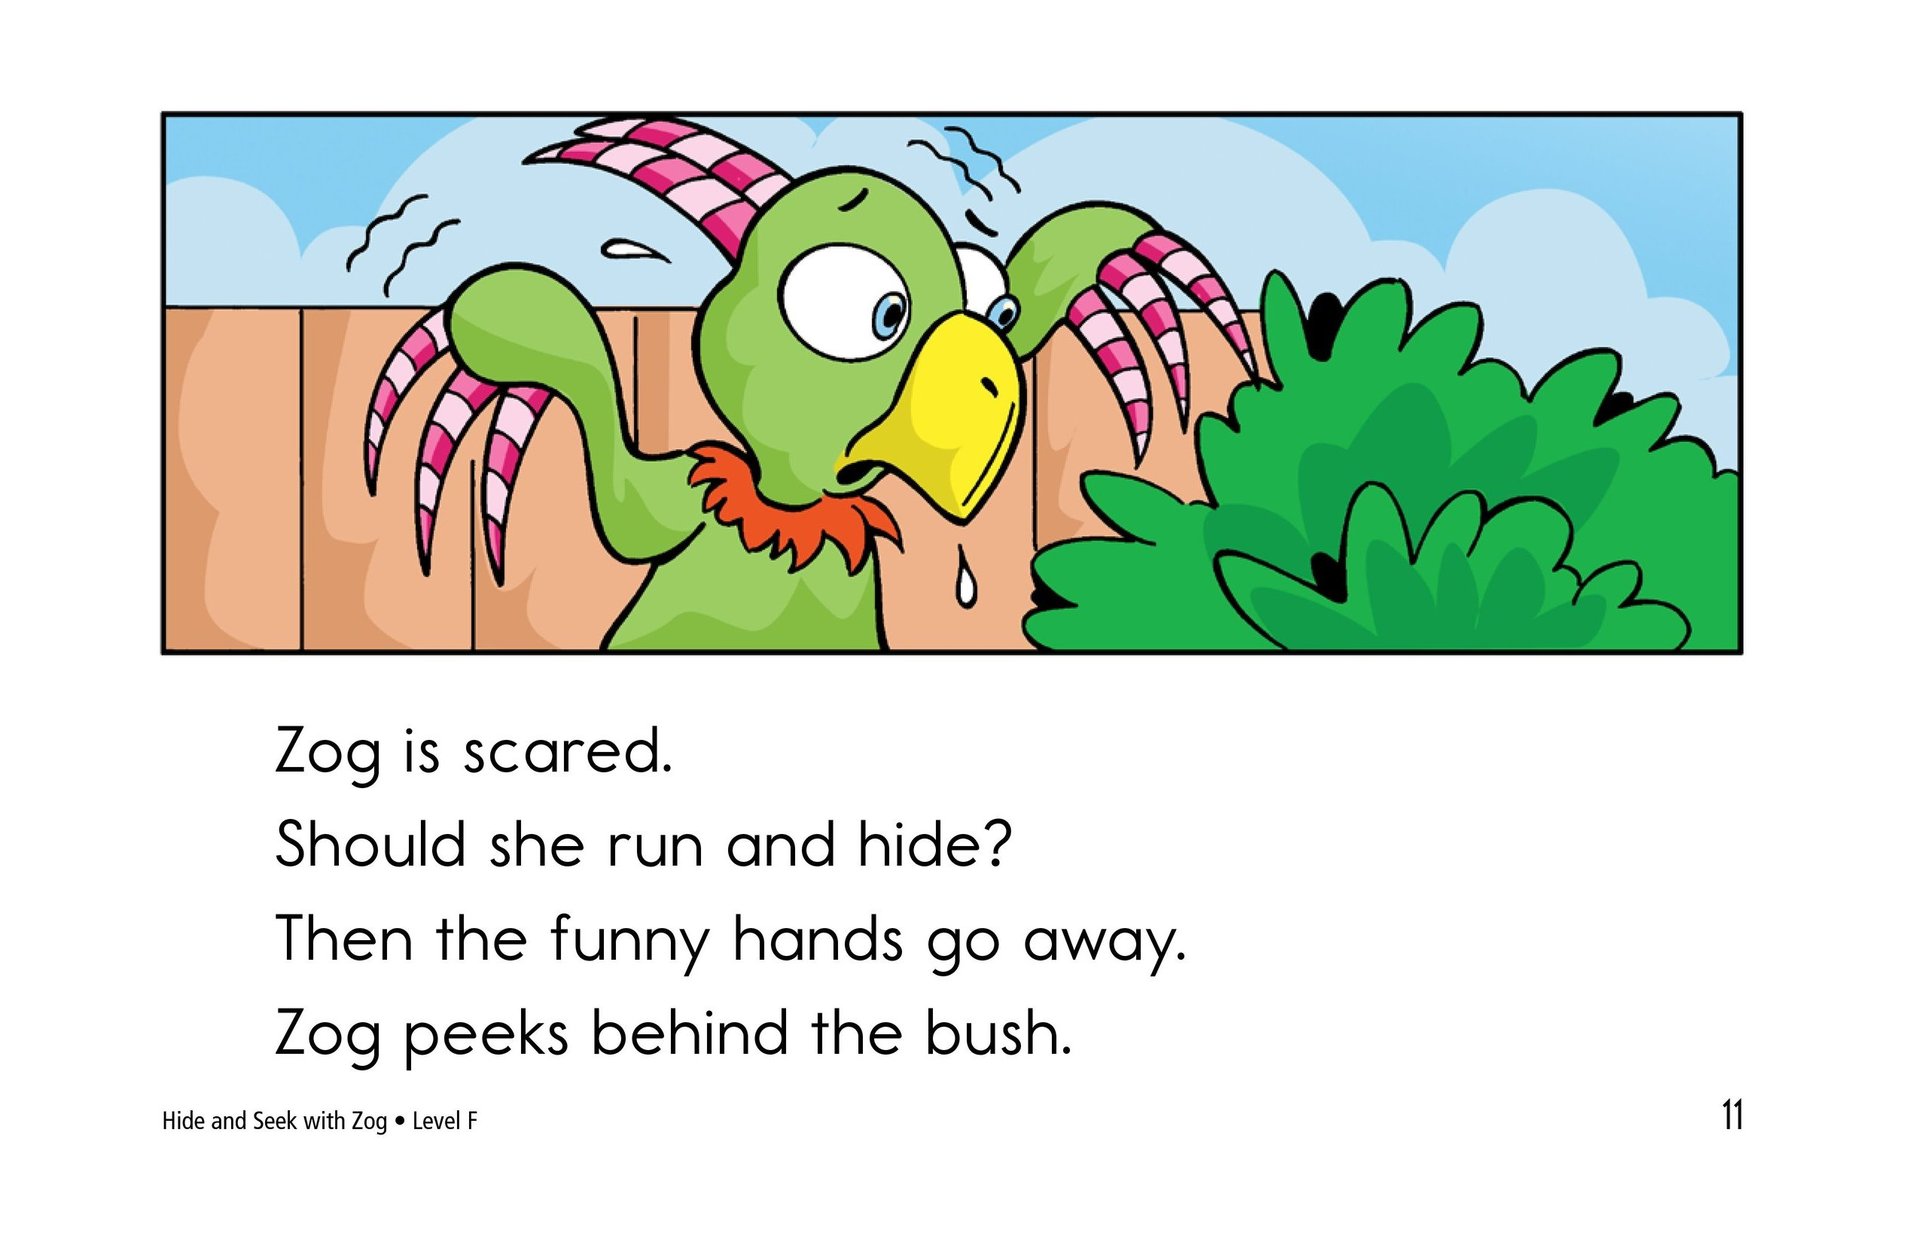 Zog is scared.
Should she run and hide?
Then the funny hands go away.
Zog peeks behind the bush.
Hide and Seek with Zog • Level F
11